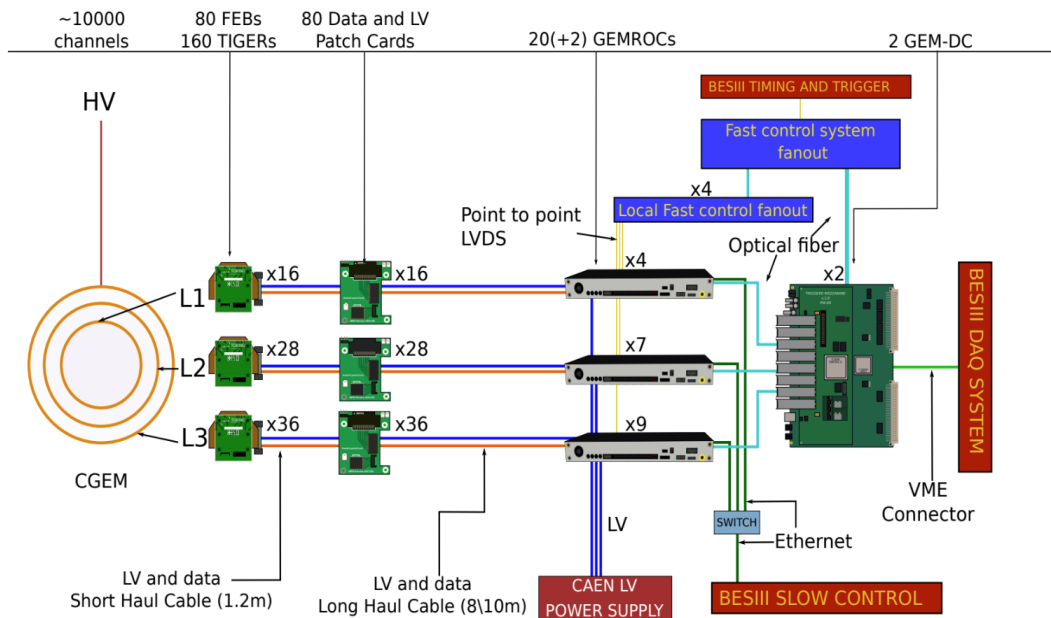 ~10000
channels
80 FEBs
160 TIGERs
80 Data and LV
Patch Cards
20(+2) GEMROCs
2 GEM-DC
HV
BESIII TIMING AND TRIGGER
Fast control system
fanout
x4
Local Fast control fanout
Point to point
LVDS
Optical fiber
L1
x16
x16
x4
x2
L2
x28
x28
x7
L3
x36
x36
x9
CGEM
BESIII DAQ SYSTEM
VME
Connector
SWITCH
Ethernet
LV
LV and data
Short Haul Cable (1.2m)
LV and data
Long Haul Cable (8\10m)
CAEN LV
POWER SUPPLY
BESIII SLOW CONTROL